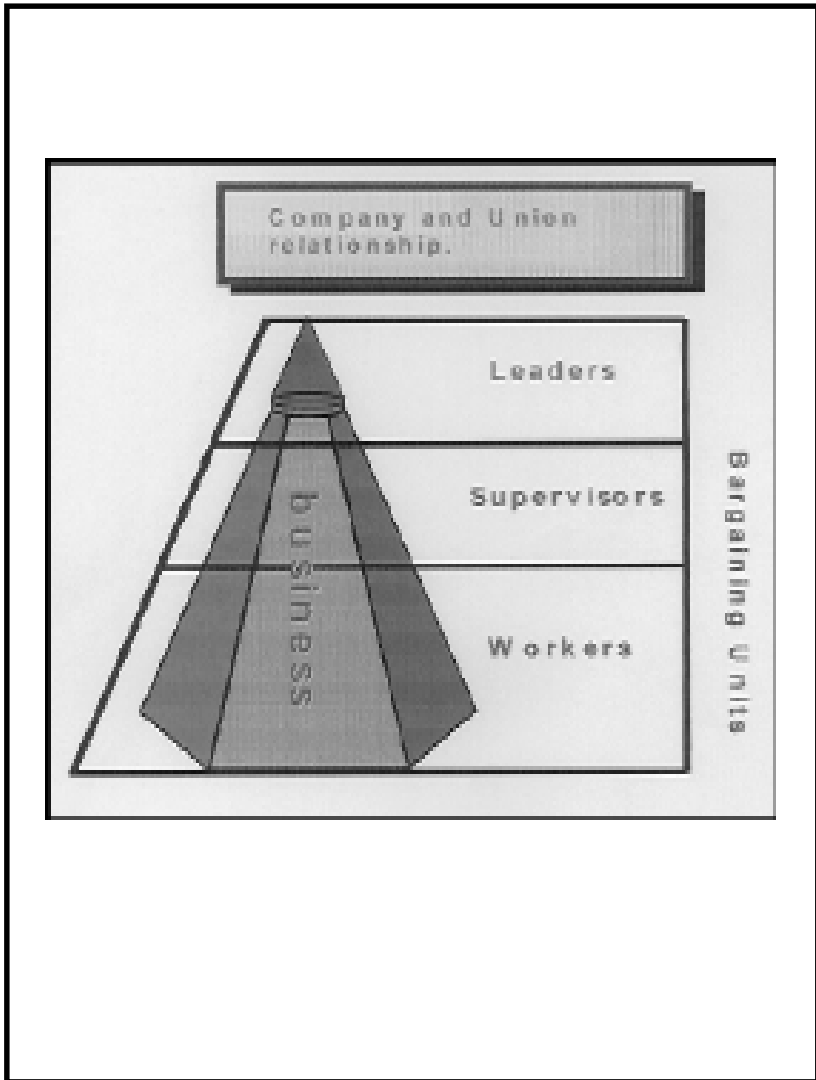 Company and Union
relationship.
Leaders
Supervisors
Workers
business
Bargaining Units